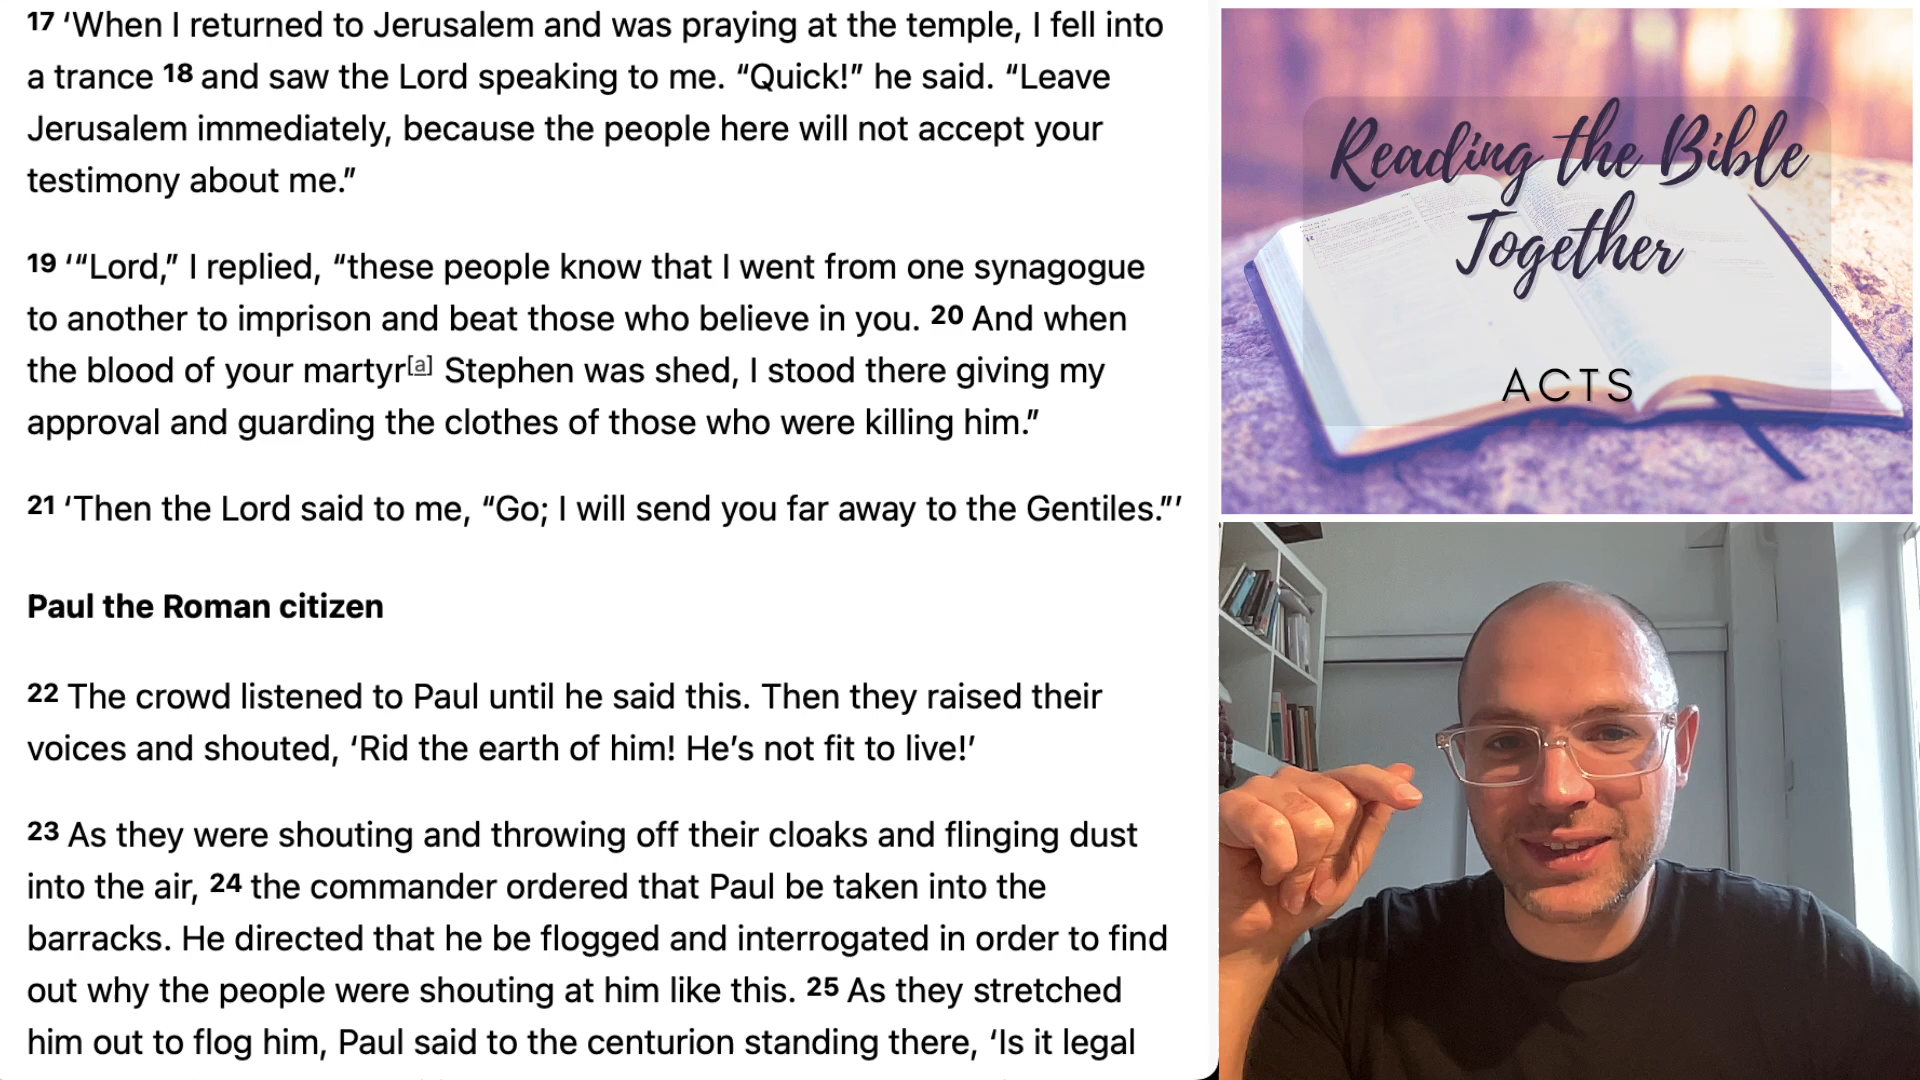 17 ‘When I returned to Jerusalem and was praying at the temple, I fell into
a trance 18 and saw the Lord speaking to me. “Quick!” he said. “Leave
Jerusalem immediately, because the people here will not accept your
testimony about me.”
19 ‘“Lord,” I replied, “these people know that I went from one synagogue
to another to imprison and beat those who believe in you. 20 And when
the blood of your martyr[a] Stephen was shed, I stood there giving my
approval and guarding the clothes of those who were killing him.”
21 ‘Then the Lord said to me, “Go; I will send you far away to the Gentiles.”’
Paul the Roman citizen
22 The crowd listened to Paul until he said this. Then they raised their
voices and shouted, ‘Rid the earth of him! He’s not fit to live!’
23 As they were shouting and throwing off their cloaks and flinging dust
into the air, 24 the commander ordered that Paul be taken into the
barracks. He directed that he be flogged and interrogated in order to find
out why the people were shouting at him like this. 25 As they stretched
him out to flog him, Paul said to the centurion standing there, ‘Is it legal
Reading the Bible
Together
ACTS